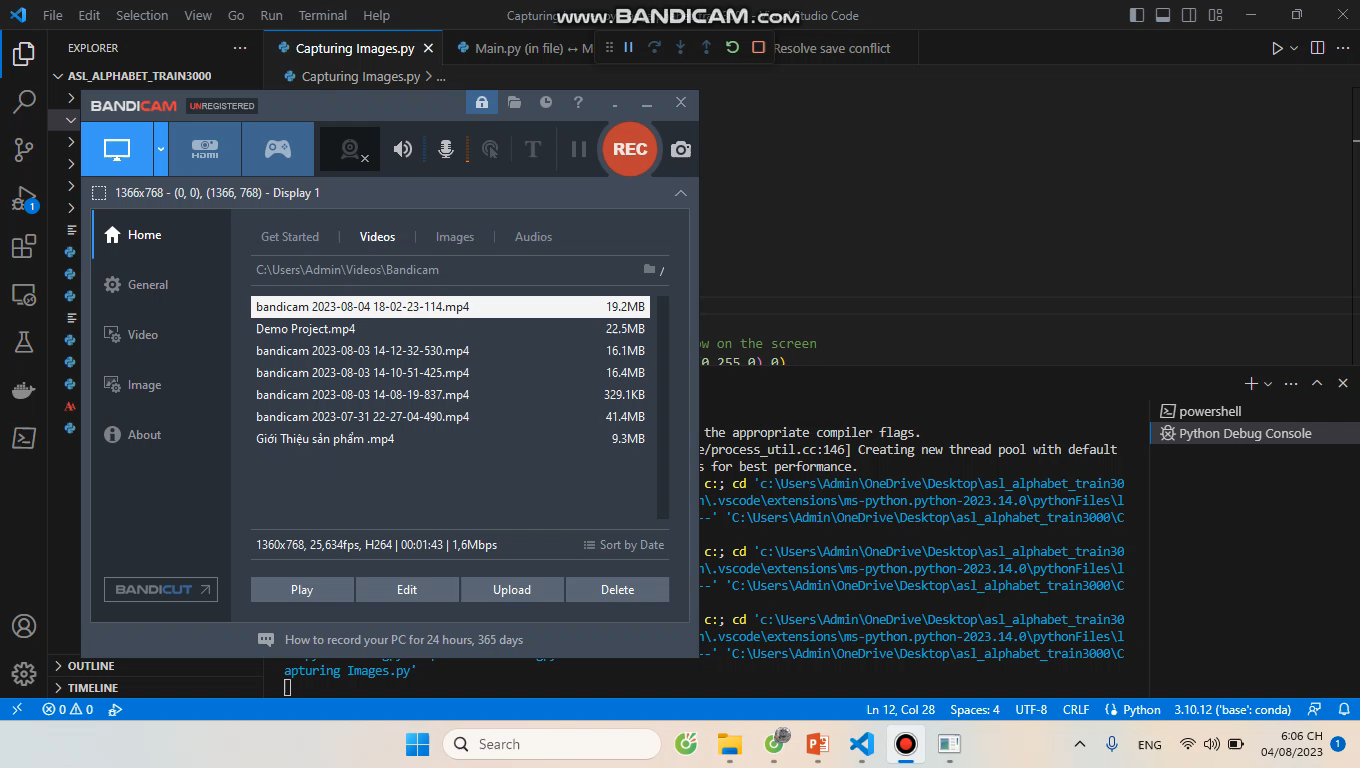 File Edit Selection View Go Run Terminal Help
Capturing
www.BANDICAM.com
Studio Code
EXPLORER
Capturing Images.py
Main.py (in file) ↔ M
Resolve save conflict
ASL_ALPHABET_TRAIN3000
Capturing Images.py > ...
BANDICAM UNREGISTERED
HDMI
T
REC
1366x768 - (0, 0), (1366, 768) - Display 1
Home
General
Video
Image
About
BANDICUT
Get Started | Videos | Images | Audios
C:\Users\Admin\Videos\Bandicam
bandicam 2023-08-04 18-02-23-114.mp4 19.2MB
Demo Project.mp4 22.5MB
bandicam 2023-08-03 14-12-32-530.mp4 16.1MB
bandicam 2023-08-03 14-10-51-425.mp4 16.4MB
bandicam 2023-08-03 14-08-19-837.mp4 329.1KB
bandicam 2023-07-31 22-27-04-490.mp4 41.4MB
Giới Thiệu sản phẩm .mp4 9.3MB
1360x768, 25,634fps, H264 | 00:01:43 | 1,6Mbps
Sort by Date
Play Edit Upload Delete
How to record your PC for 24 hours, 365 days
ow on the screen
0,255,0),0)
powershell
Python Debug Console
the appropriate compiler flags.
e/process_util.cc:146] Creating new thread pool with default
s for best performance.
c:; cd 'c:\Users\Admin\OneDrive\Desktop\asl_alphabet_train30
n\.vscode\extensions\ms-python.python-2023.14.0\pythonFiles\l
--' 'C:\Users\Admin\OneDrive\Desktop\asl_alphabet_train3000\C
c:; cd 'c:\Users\Admin\OneDrive\Desktop\asl_alphabet_train30
n\.vscode\extensions\ms-python.python-2023.14.0\pythonFiles\l
--' 'C:\Users\Admin\OneDrive\Desktop\asl_alphabet_train3000\C
c:; cd 'c:\Users\Admin\OneDrive\Desktop\asl_alphabet_train30
n\.vscode\extensions\ms-python.python-2023.14.0\pythonFiles\l
--' 'C:\Users\Admin\OneDrive\Desktop\asl_alphabet_train3000\C
apturing Images.py'
OUTLINE
TIMELINE
0 0
Ln 12, Col 28 Spaces: 4 UTF-8 CRLF Python 3.10.12 ('base': conda)
Search
ENG
6:06 CH
04/08/2023
1